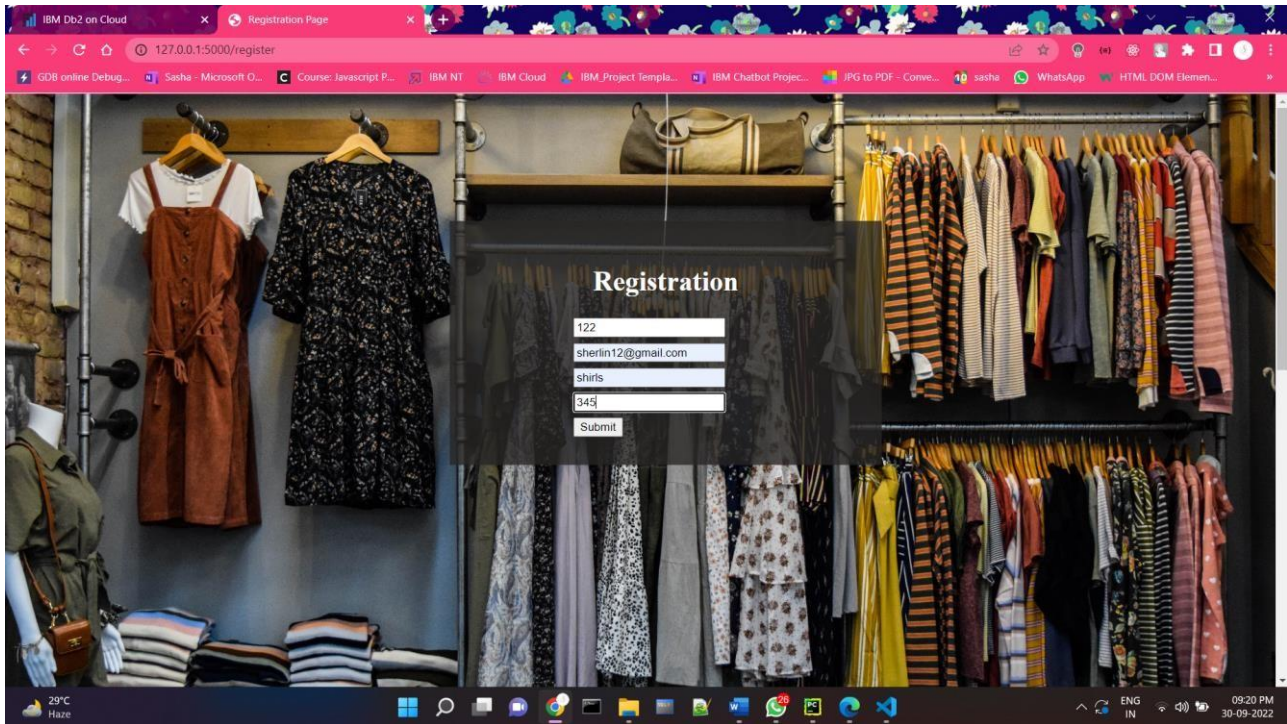 IBM Db2 on Cloud
Registration Page
127.0.0.1:5000/register
GDB online Debug...
Sasha - Microsoft O...
Course: Javascript P...
IBM NT
IBM Cloud
IBM_Project Templa...
IBM Chatbot Projec...
JPG to PDF - Conve...
sasha
WhatsApp
HTML DOM Elemen...
»
Registration
122
sherlin12@gmail.com
shirls
345
Submit
29°C
Haze
26
ENG
IN
09:20 PM
30-09-2022